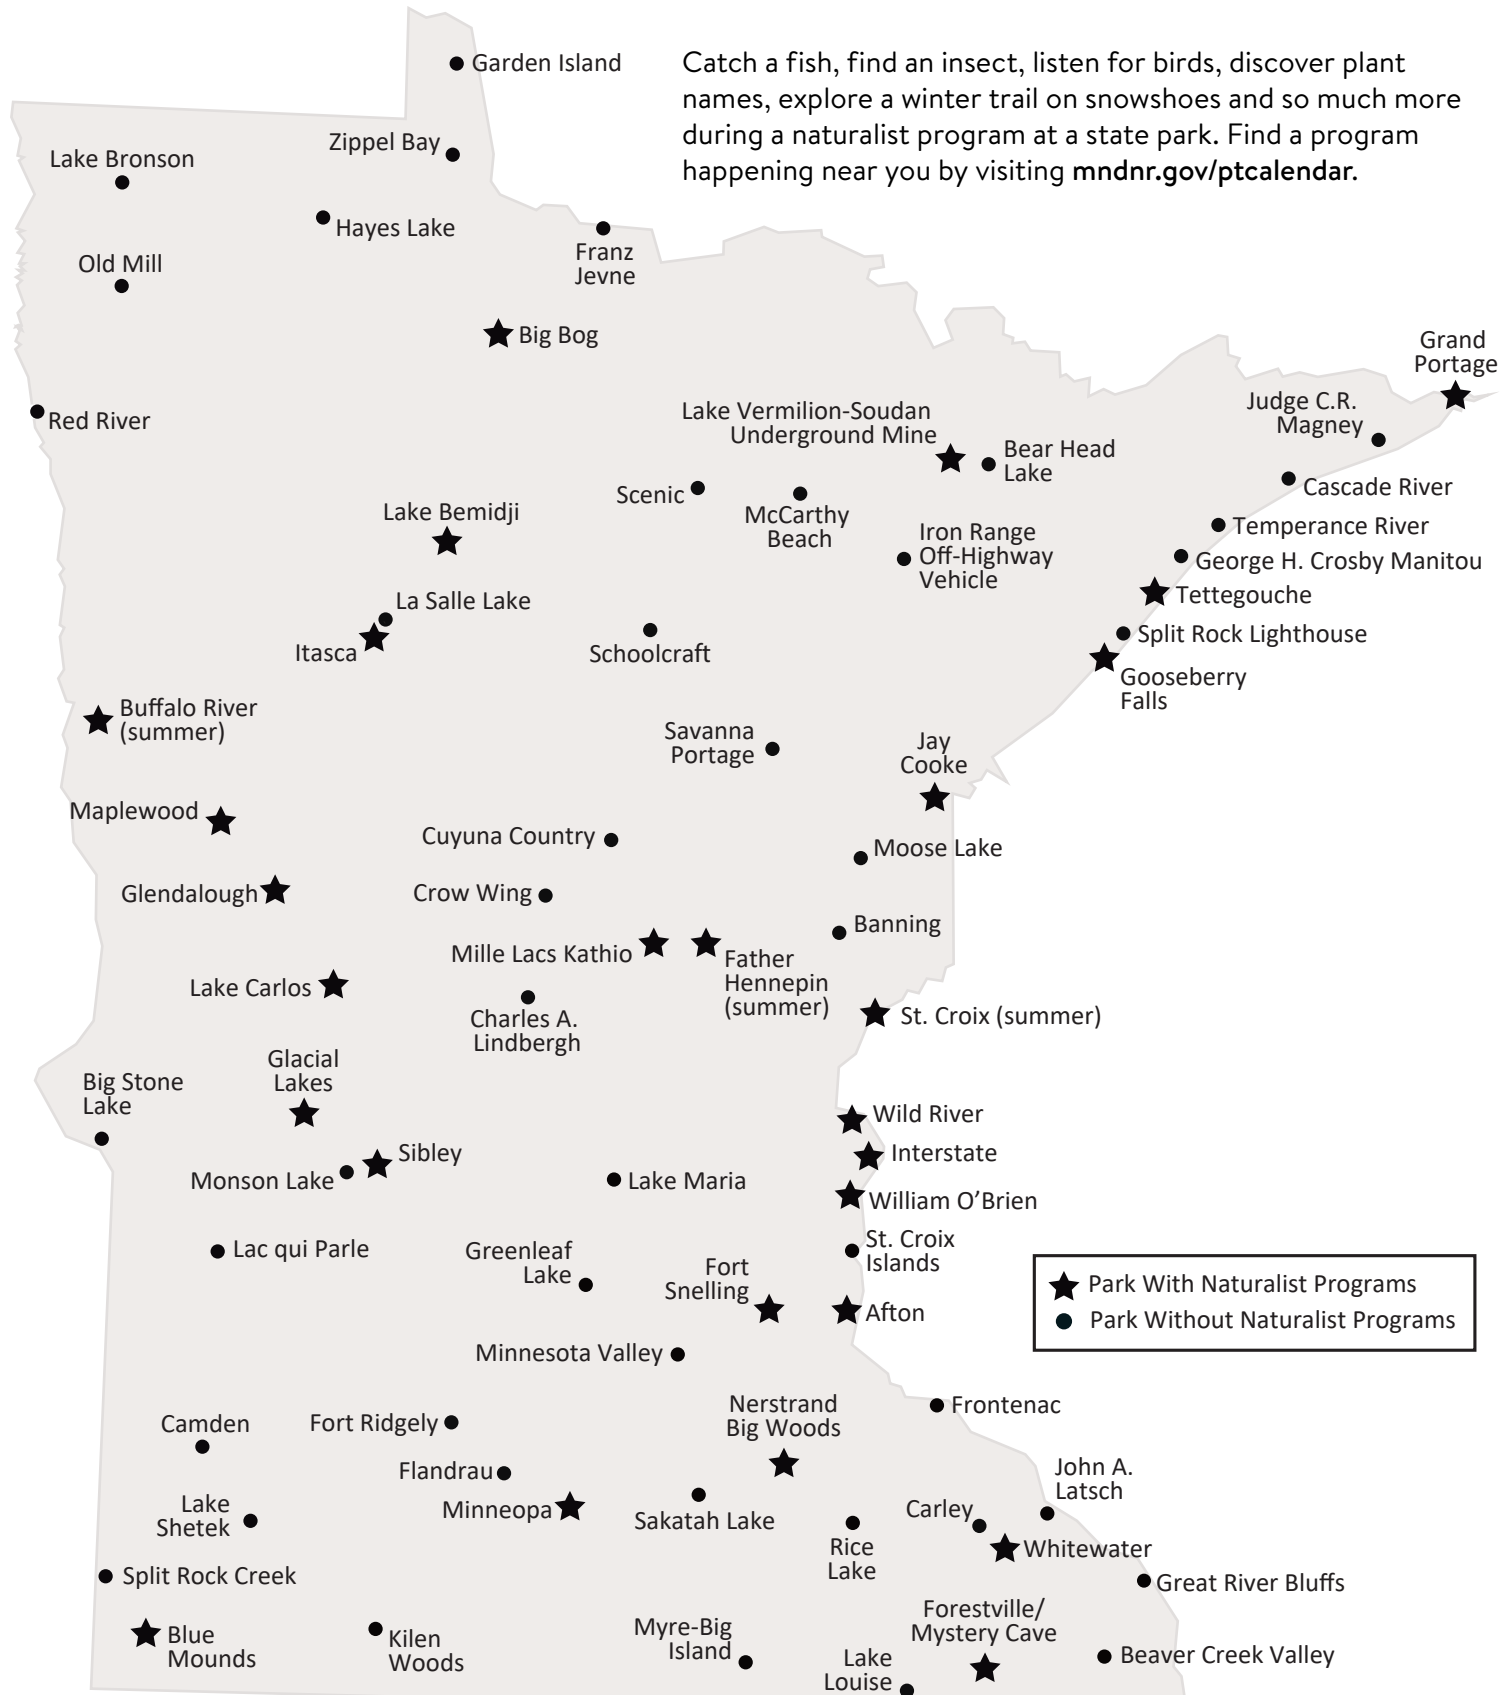 Garden Island
Catch a fish, find an insect, listen for birds, discover plant
names, explore a winter trail on snowshoes and so much more
during a naturalist program at a state park. Find a program
happening near you by visiting mndnr.gov/ptcalendar.
Zippel Bay
Lake Bronson
Hayes Lake
Franz
Jevne
Old Mill
Big Bog
Grand
Portage
Red River
Lake Vermilion-Soudan
Underground Mine
Judge C.R.
Magney
Bear Head
Lake
Scenic
McCarthy
Beach
Cascade River
Lake Bemidji
Iron Range
Off-Highway
Vehicle
Temperance River
George H. Crosby Manitou
Tettegouche
La Salle Lake
Itasca
Schoolcraft
Split Rock Lighthouse
Gooseberry
Falls
Buffalo River
(summer)
Savanna
Portage
Jay
Cooke
Maplewood
Cuyuna Country
Moose Lake
Glendalough
Crow Wing
Banning
Mille Lacs Kathio
Father
Hennepin
(summer)
Lake Carlos
Charles A.
Lindbergh
St. Croix (summer)
Glacial
Lakes
Big Stone
Lake
Wild River
Sibley
Interstate
Monson Lake
Lake Maria
William O’Brien
Lac qui Parle
Greenleaf
Lake
Fort
Snelling
St. Croix
Islands
Afton
Park With Naturalist Programs
Park Without Naturalist Programs
Minnesota Valley
Nerstrand
Big Woods
Frontenac
Camden
Fort Ridgely
Flandrau
John A.
Latsch
Lake
Shetek
Minneopa
Sakatah Lake
Carley
Rice
Lake
Whitewater
Split Rock Creek
Great River Bluffs
Blue
Mounds
Kilen
Woods
Myre-Big
Island
Forestville/
Mystery Cave
Lake
Louise
Beaver Creek Valley